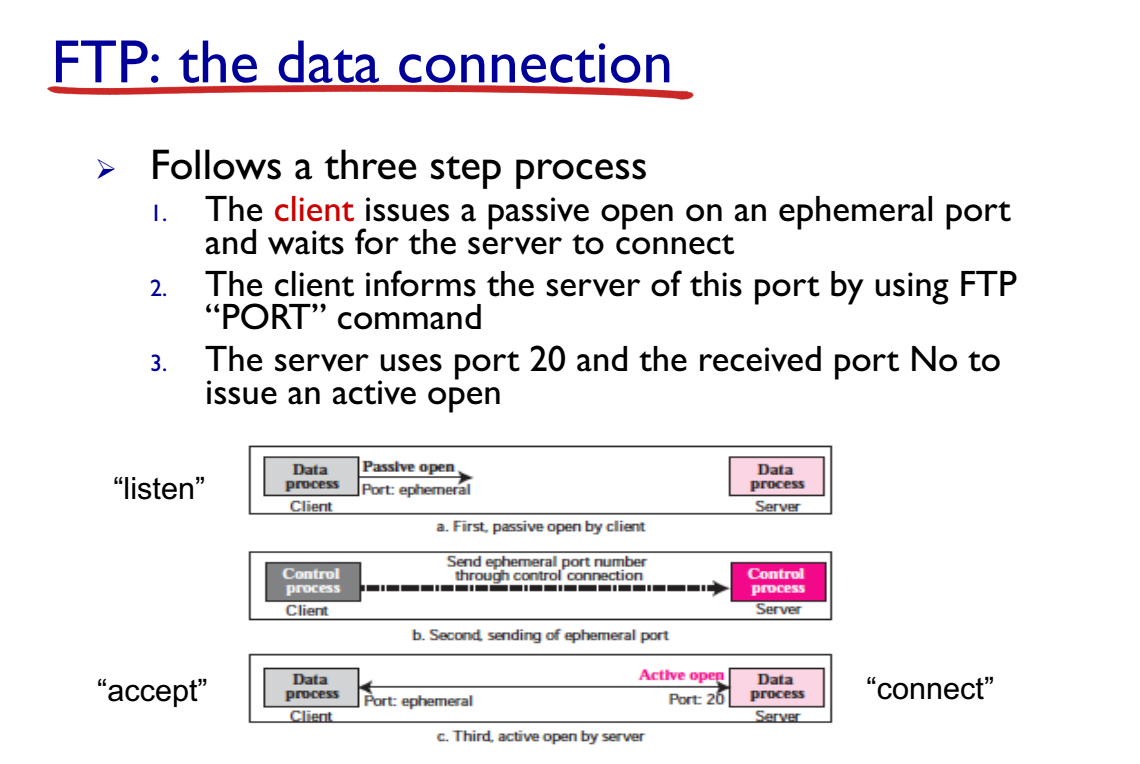 FTP: the data connection
➢ Follows a three step process
1. The client issues a passive open on an ephemeral port
and waits for the server to connect
2. The client informs the server of this port by using FTP
“PORT” command
3. The server uses port 20 and the received port No to
issue an active open
“listen”
Data
process
Client
Passive open
Port: ephemeral
Data
process
Server
a. First, passive open by client
Control
process
Client
Send ephemeral port number
through control connection
Control
process
Server
b. Second, sending of ephemeral port
“accept”
Data
process
Client
Port: ephemeral
Active open
Port: 20
Data
process
Server
“connect”
c. Third, active open by server